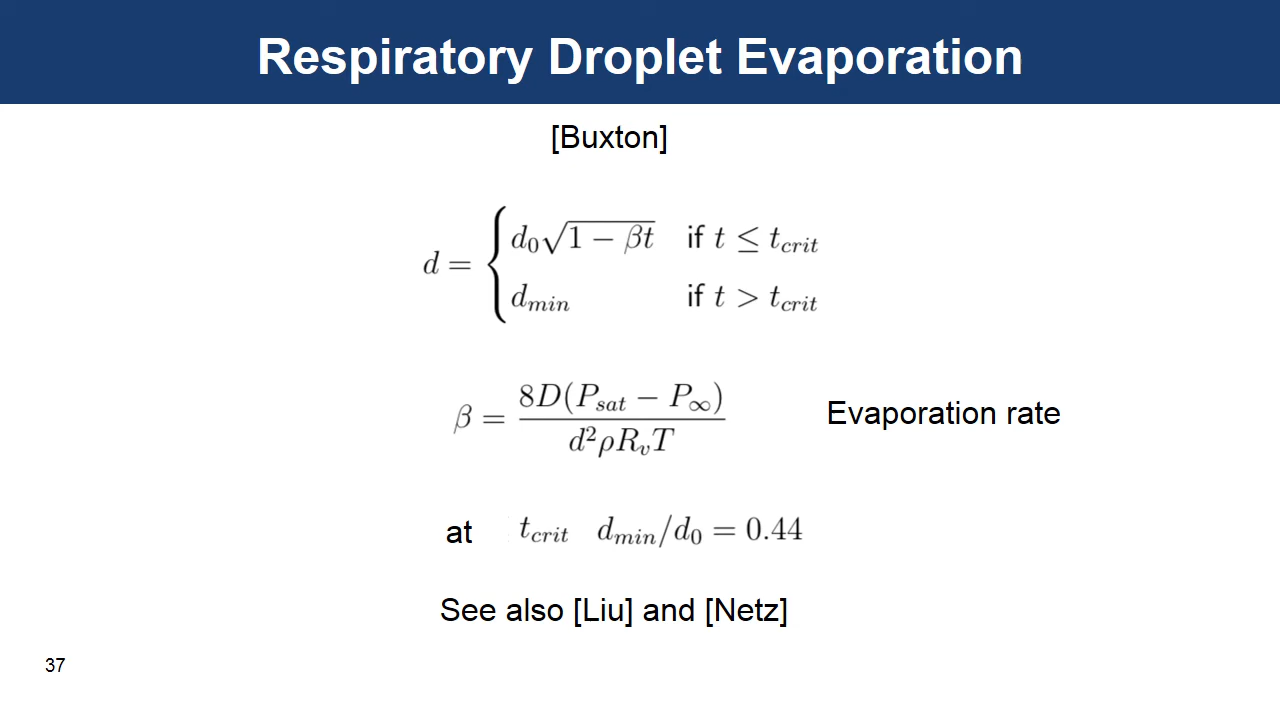 Respiratory Droplet Evaporation
[Buxton]
d = { d₀√(1 − βt) if t ≤ t_crit
d_min if t > t_crit
β = 8D(P_sat − P_∞) / d²ρR_vT Evaporation rate
at t_crit d_min/d₀ = 0.44
See also [Liu] and [Netz]
37